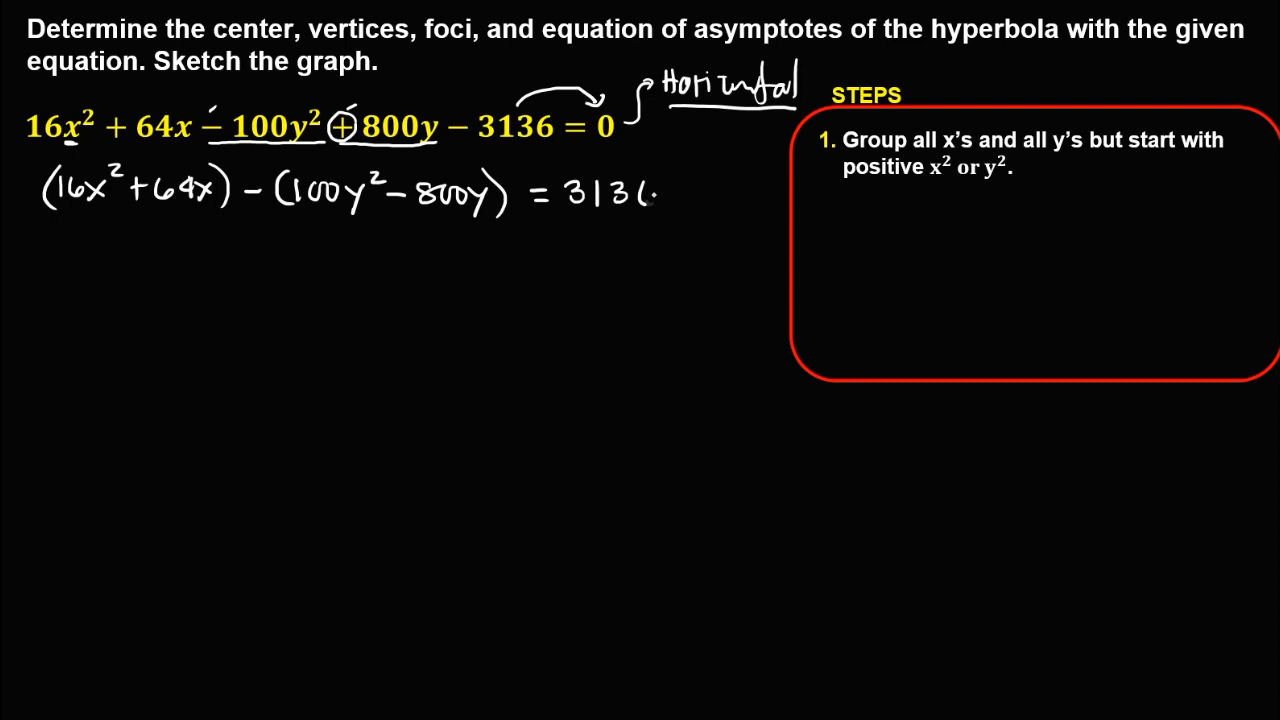 Determine the center, vertices, foci, and equation of asymptotes of the hyperbola with the given
equation. Sketch the graph.
Horizontal
16x² + 64x − 100y² + 800y − 3136 = 0
(16x² + 64x) − (100y² − 800y) = 313
STEPS
1. Group all x's and all y's but start with
positive x² or y².